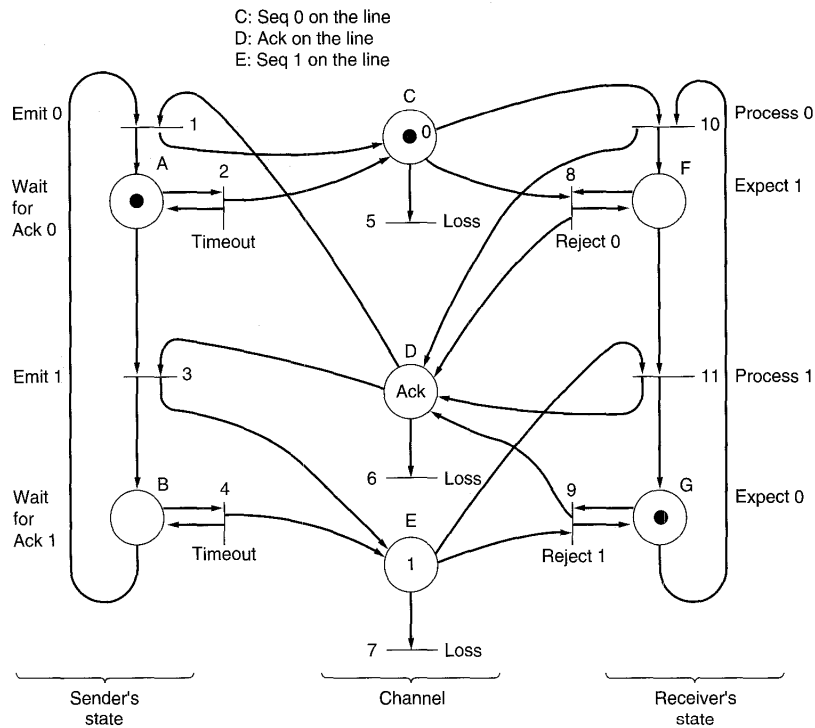 C: Seq 0 on the line
D: Ack on the line
E: Seq 1 on the line
C
Emit 0
1
0
10
Process 0
A
2
8
F
Wait
for
Ack 0
Expect 1
5
Loss
Timeout
Reject 0
D
Emit 1
3
Ack
11
Process 1
6
Loss
B
4
9
G
Wait
for
Ack 1
E
Expect 0
Timeout
1
Reject 1
7
Loss
Sender's
state
Channel
Receiver's
state